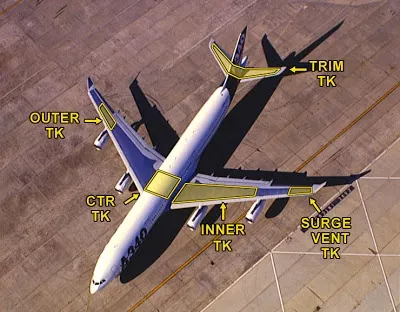 TRIM
TK
OUTER
TK
CTR
TK
INNER
TK
SURGE
VENT
TK
A340